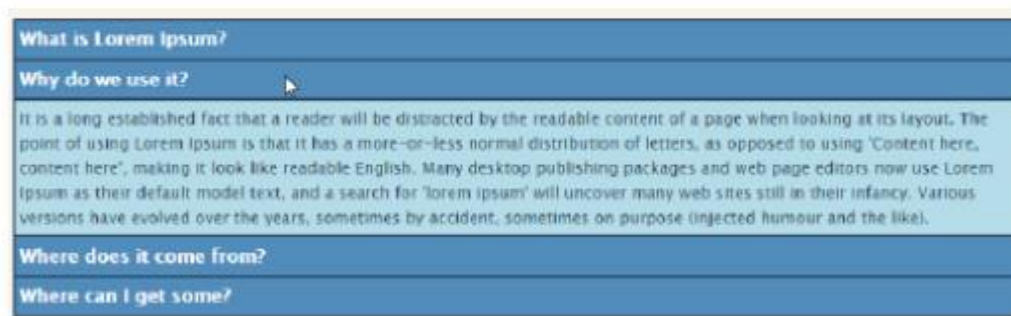 What is Lorem Ipsum?
Why do we use it?
It is a long established fact that a reader will be distracted by the readable content of a page when looking at its layout. The
point of using Lorem Ipsum is that it has a more-or-less normal distribution of letters, as opposed to using 'Content here,
content here', making it look like readable English. Many desktop publishing packages and web page editors now use Lorem
Ipsum as their default model text, and a search for 'lorem ipsum' will uncover many web sites still in their infancy. Various
versions have evolved over the years, sometimes by accident, sometimes on purpose (injected humour and the like).
Where does it come from?
Where can I get some?